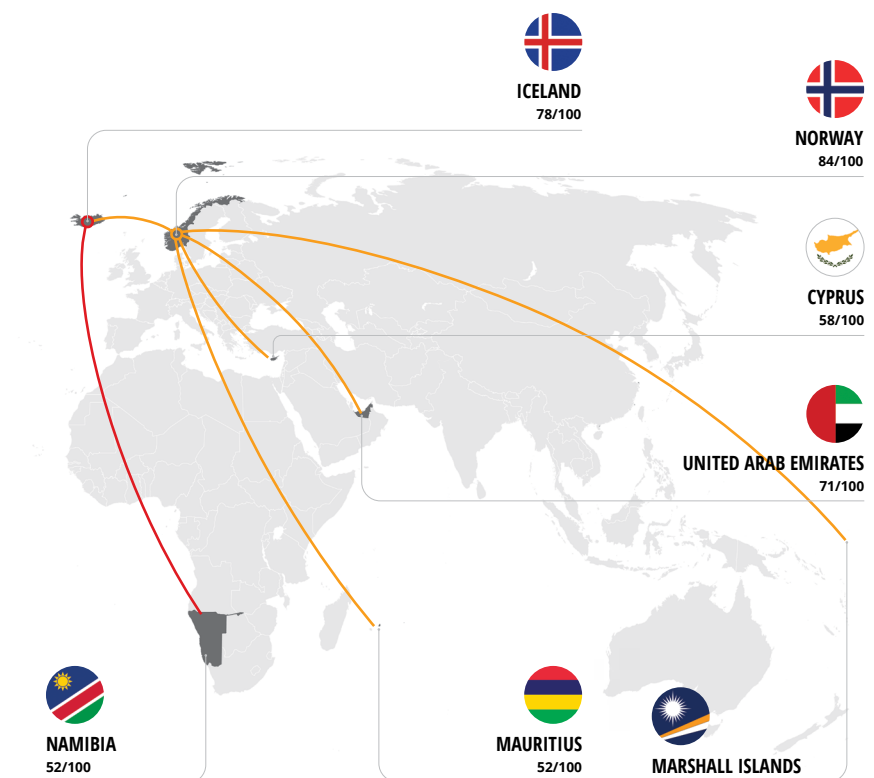 ICELAND
78/100
NORWAY
84/100
CYPRUS
58/100
UNITED ARAB EMIRATES
71/100
NAMIBIA
52/100
MAURITIUS
52/100
MARSHALL ISLANDS